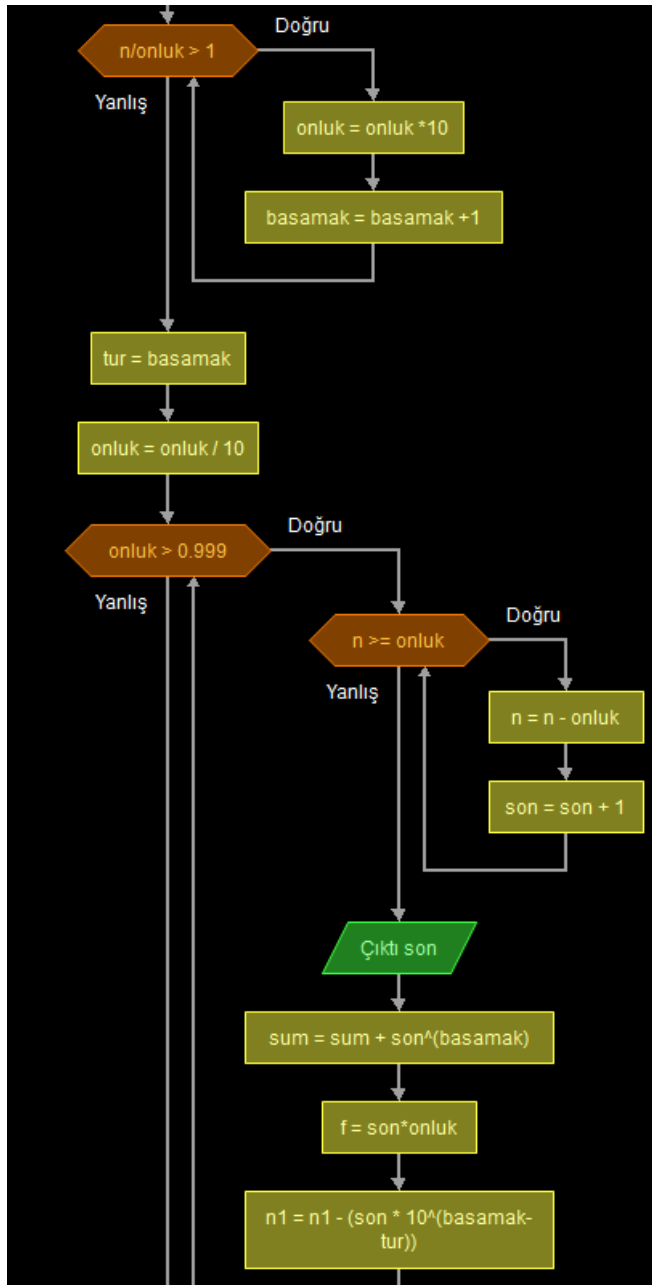 n/onluk > 1
Doğru
Yanlış
onluk = onluk *10
basamak = basamak +1
tur = basamak
onluk = onluk / 10
onluk > 0.999
Doğru
Yanlış
n >= onluk
Doğru
Yanlış
n = n - onluk
son = son + 1
Çıktı son
sum = sum + son^(basamak)
f = son*onluk
n1 = n1 - (son * 10^(basamak-
tur))